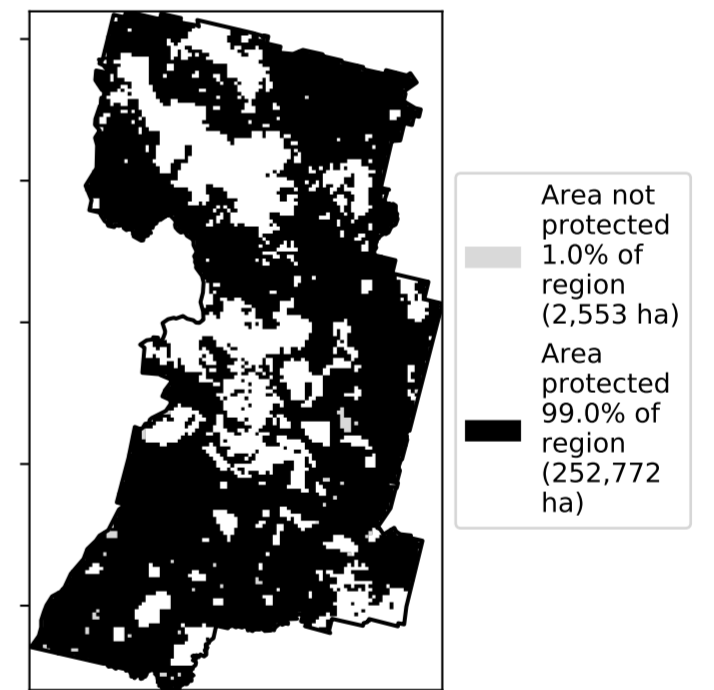 Area not
protected
1.0% of
region
(2,553 ha)
Area
protected
99.0% of
region
(252,772
ha)